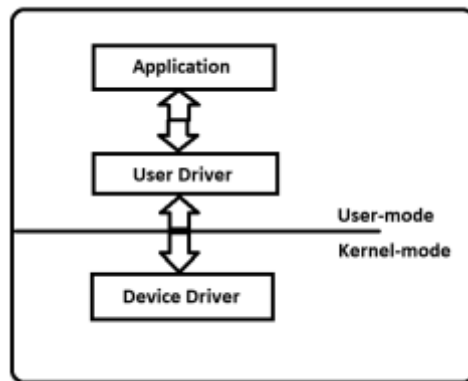 Application
User Driver
User-mode
Kernel-mode
Device Driver